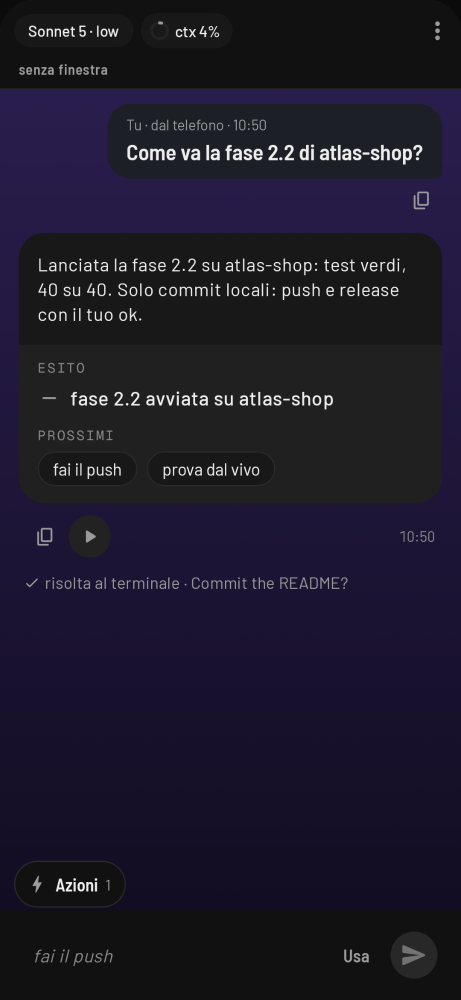 Sonnet 5 · low
ctx 4%
senza finestra
Tu · dal telefono · 10:50
Come va la fase 2.2 di atlas-shop?
Lanciata la fase 2.2 su atlas-shop: test verdi,
40 su 40. Solo commit locali: push e release
con il tuo ok.
ESITO
— fase 2.2 avviata su atlas-shop
PROSSIMI
fai il push
prova dal vivo
10:50
risolta al terminale · Commit the README?
Azioni 1
fai il push
Usa